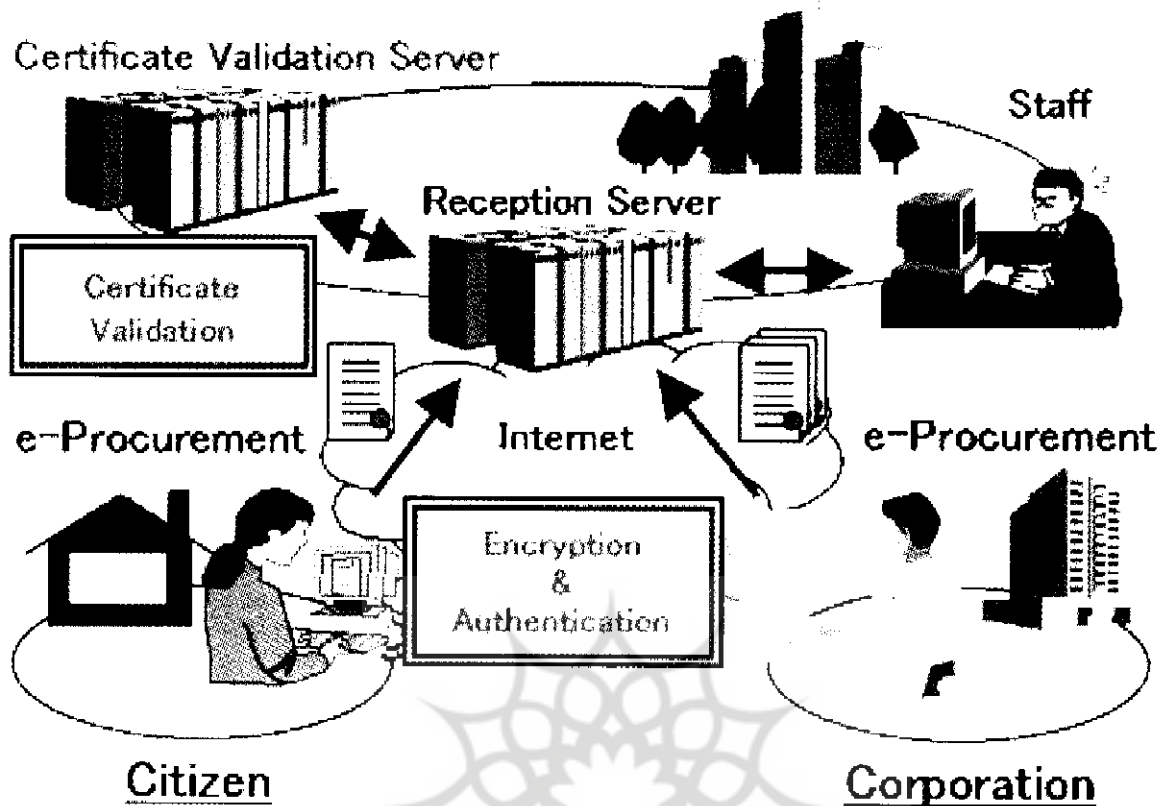 Certificate Validation Server
Staff
Reception Server
Certificate
Validation
e-Procurement
Internet
e-Procurement
Encryption
&
Authentication
Citizen
Corporation